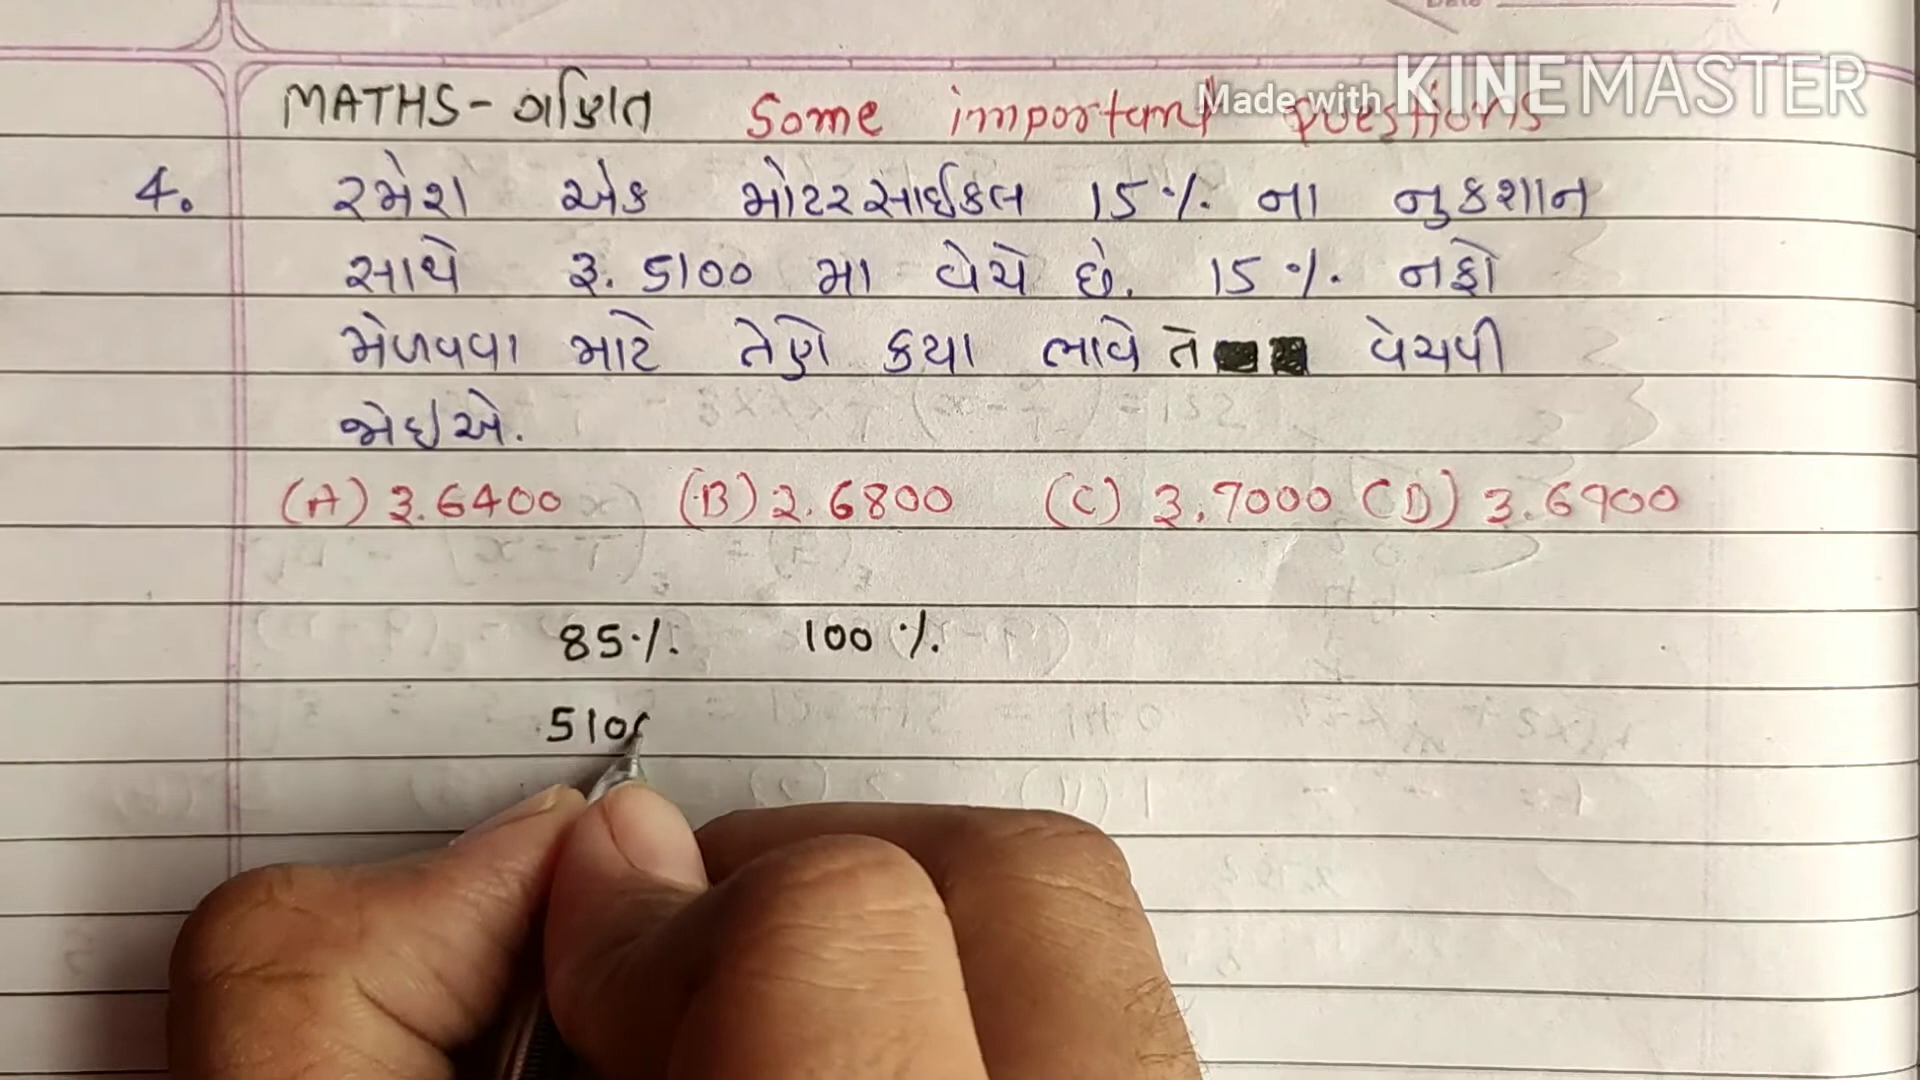 Made with KINEMASTER
MATHS - ગણિત Some important questions
4. રમેશ એક મોટરસાઈકલ 15 % ના નુકશાન
સાથે રૂ. 5100 મા વેચે છે. 15 % નફો
મેળવવા માટે તેણે કયા ભાવે તે વેચવી
જોઇએ.
(A) રૂ. 6400 (B) રૂ. 6800 (C) રૂ. 7000 (D) રૂ. 6900
85 % 100 %
5100